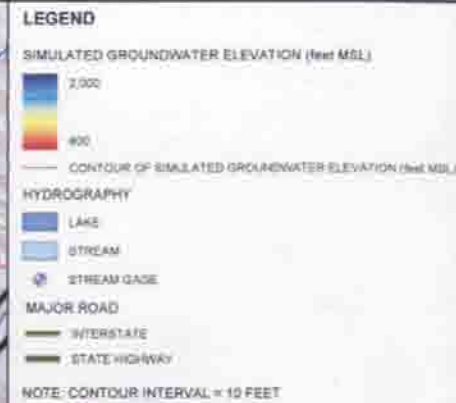 LEGEND
SIMULATED GROUNDWATER ELEVATION (feet MSL)
2,000
CONTOUR OF SIMULATED GROUNDWATER ELEVATION (feet MSL)
HYDROGRAPHY
LAKE
STREAM
STREAM GAGE
MAJOR ROAD
INTERSTATE
STATE HIGHWAY
NOTE: CONTOUR INTERVAL = 10 FEET